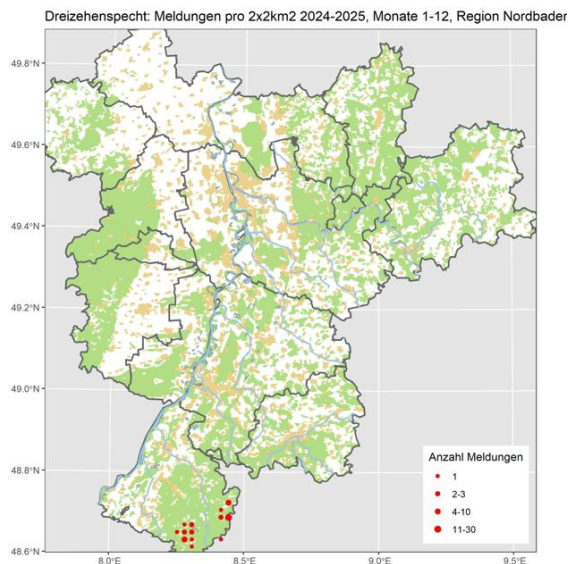 Dreizehenspecht: Meldungen pro 2x2km2 2024-2025, Monate 1-12, Region Nordbaden
49.8°N
49.6°N
49.4°N
49.2°N
49.0°N
48.8°N
48.6°N
Anzahl Meldungen
1
2-3
4-10
11-30
8.0°E
8.5°E
9.0°E
9.5°E